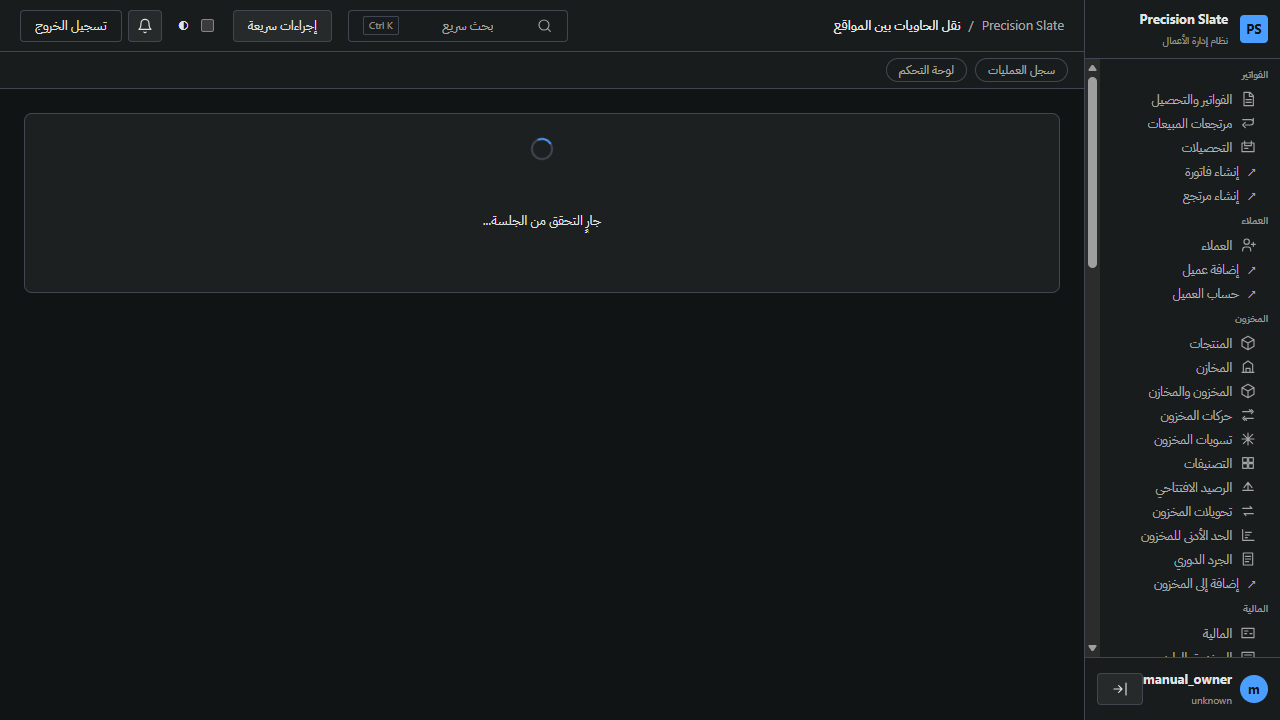 Precision Slate
نظام إدارة الأعمال
PS
Precision Slate / نقل الحاويات بين المواقع
بحث سريع
Ctrl K
إجراءات سريعة
تسجيل الخروج
سجل العمليات
لوحة التحكم
جارٍ التحقق من الجلسة...
الفواتير
الفواتير والتحصيل
مرتجعات المبيعات
التحصيلات
إنشاء فاتورة
إنشاء مرتجع
العملاء
العملاء
إضافة عميل
حساب العميل
المخزون
المنتجات
المخازن
المخزون والمخازن
حركات المخزون
تسويات المخزون
التصنيفات
الرصيد الافتتاحي
تحويلات المخزون
الحد الأدنى للمخزون
الجرد الدوري
إضافة إلى المخزون
المالية
المالية
manual_owner
unknown
m